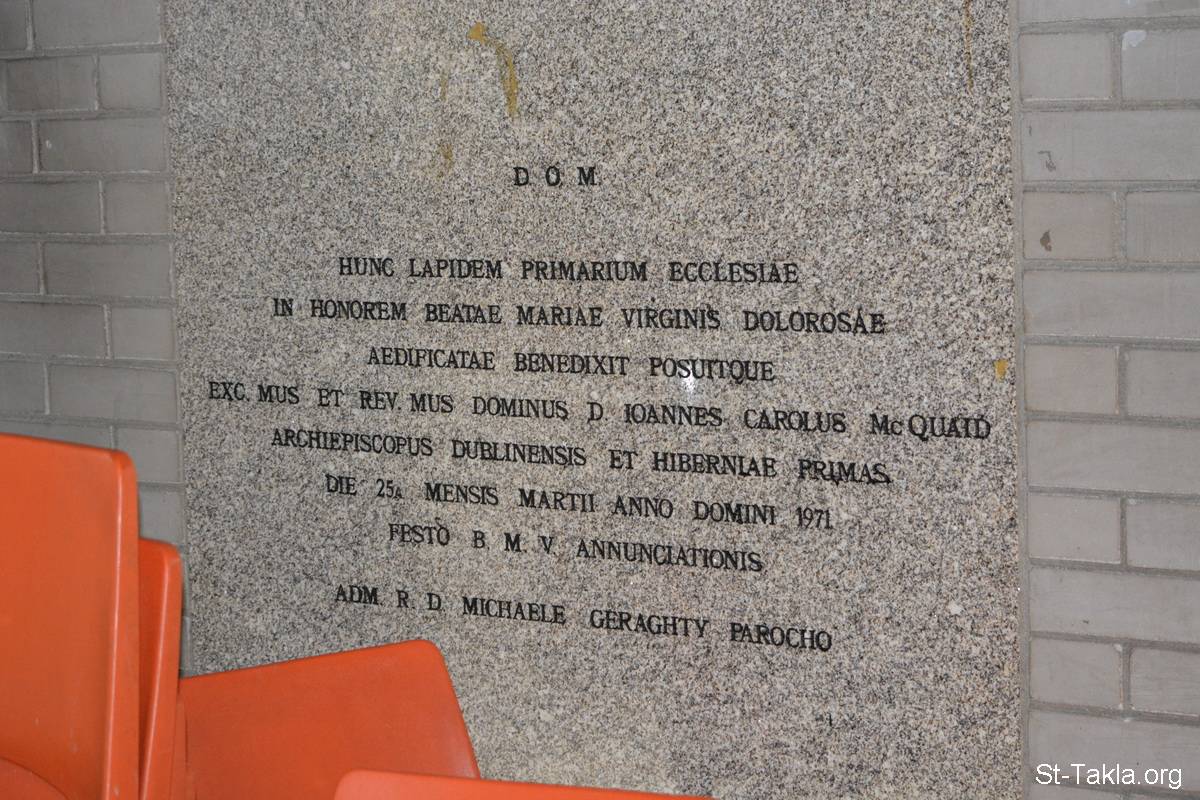 D. O. M.
HUNC LAPIDEM PRIMARIUM ECCLESIAE
IN HONOREM BEATAE MARIAE VIRGINIS DOLOROSAE
AEDIFICATAE BENEDIXIT POSUITQUE
EXC. MUS ET REV. MUS DOMINUS D. IOANNES CAROLUS McQUAID
ARCHIEPISCOPUS DUBLINENSIS ET HIBERNIAE PRIMAS
DIE 25A MENSIS MARTII ANNO DOMINI 1971
FESTO B. M. V. ANNUNCIATIONIS
ADM. R. D. MICHAELE GERAGHTY PAROCHO
St-Takla.org